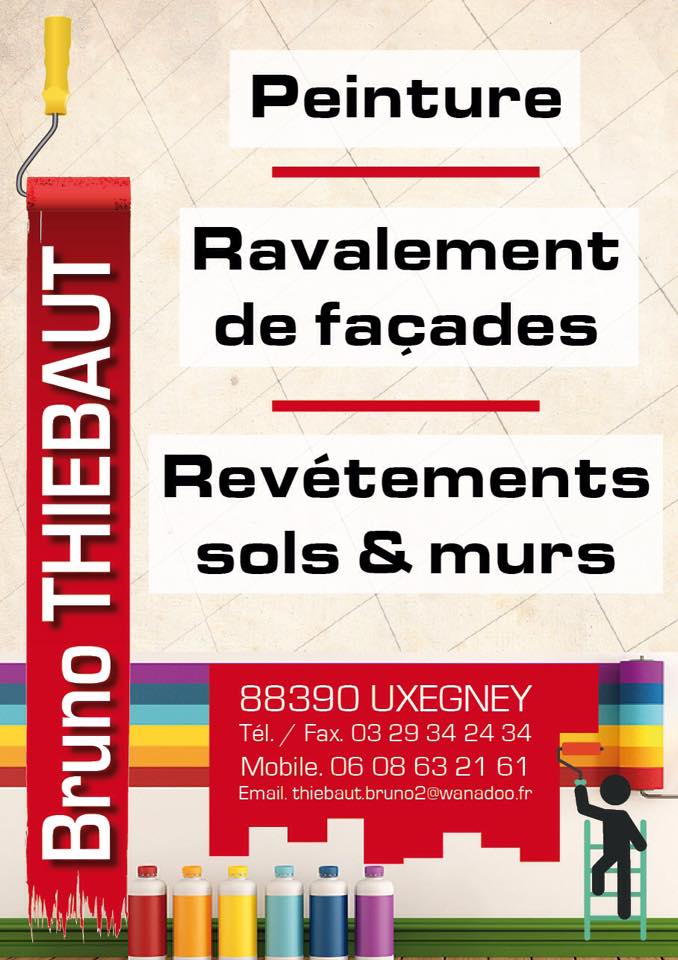 Bruno THIEBAUT
Peinture
Ravalement
de façades
Revétements
sols & murs
88390 UXEGNEY
Tél. / Fax. 03 29 34 24 34
Mobile. 06 08 63 21 61
Email. thiebaut.bruno2@wanadoo.fr